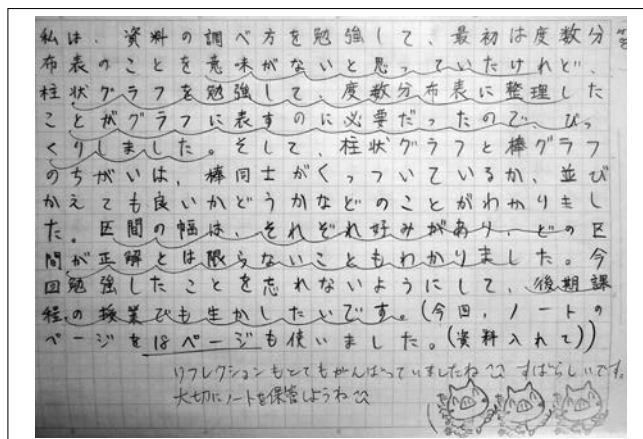 私は、資料の調べ方を勉強して、最初は度数分
布表のことを意味がないと思っていたけれど、
柱状グラフを勉強して、度数分布表に整理した
ことがグラフに表すのに必要だったので、びっ
くりしました。そして、柱状グラフと棒グラフ
のちがいは、棒同士がくっついているか、並び
かえても良いかどうかなどのことがわかりまし
た。区間の幅は、それぞれ好みがあり、どの区
間が正解とは限らないこともわかりました。今
回勉強したことを忘れないようにして、後期課
程の授業でも生かしたいです。(今回、ノートの
ページを18ページも使いました。(資料入れて))
リフレクションもとてもがんばっていましたね すばらしいです。
大切にノートを保管しようね